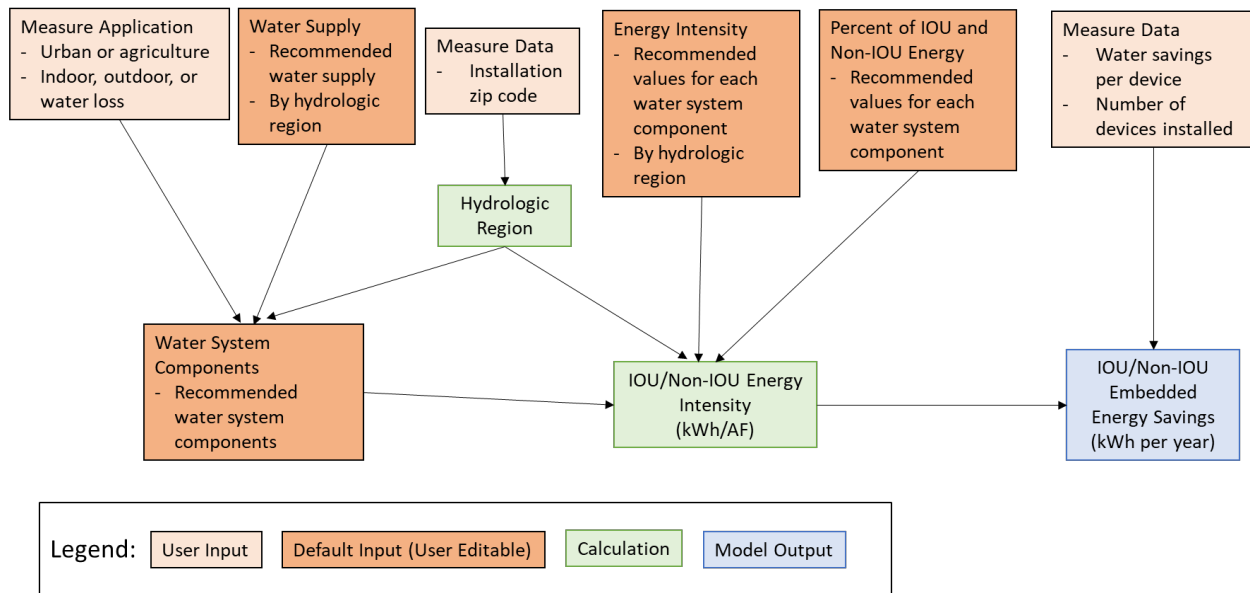 Measure Application
- Urban or agriculture
- Indoor, outdoor, or
water loss
Water Supply
- Recommended
water supply
- By hydrologic
region
Measure Data
- Installation
zip code
Energy Intensity
- Recommended
values for each
water system
component
- By hydrologic
region
Percent of IOU and
Non-IOU Energy
- Recommended
values for each
water system
component
Measure Data
- Water savings
per device
- Number of
devices installed
Hydrologic
Region
Water System
Components
- Recommended
water system
components
IOU/Non-IOU Energy
Intensity
(kWh/AF)
IOU/Non-IOU
Embedded
Energy Savings
(kWh per year)
Legend:
User Input
Default Input (User Editable)
Calculation
Model Output